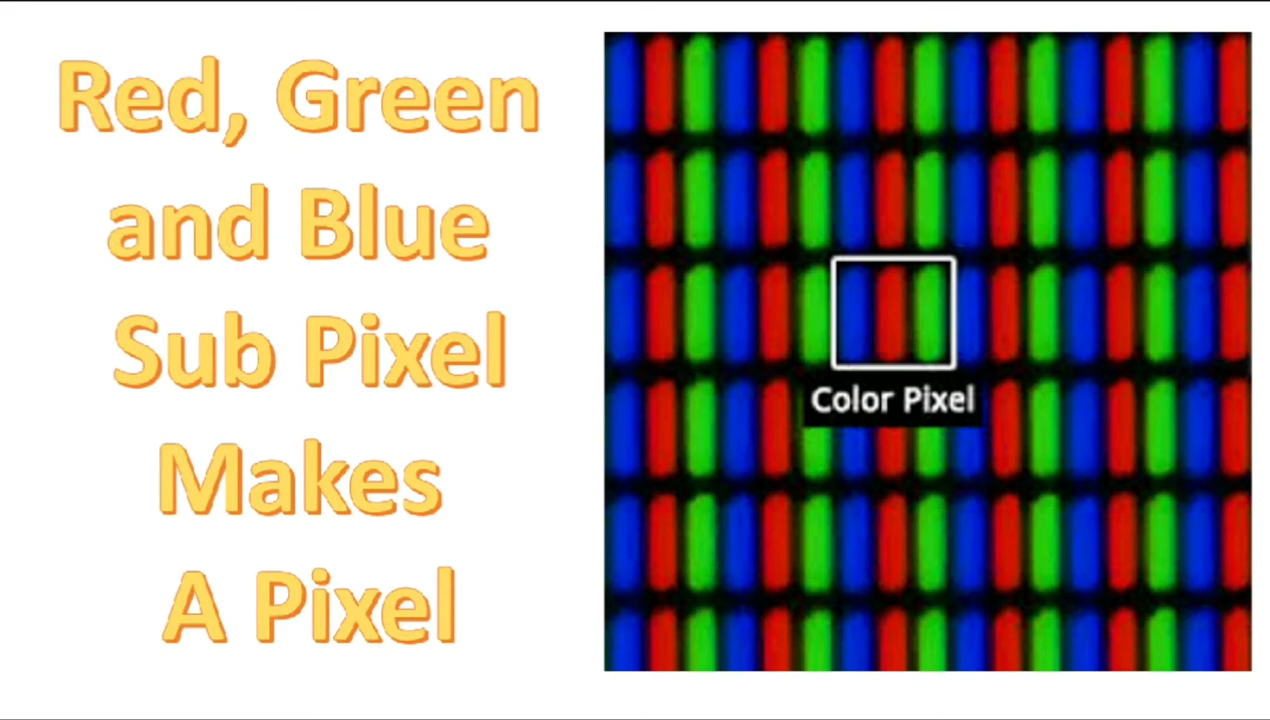 Red, Green
and Blue
Sub Pixel
Makes
A Pixel
Color Pixel